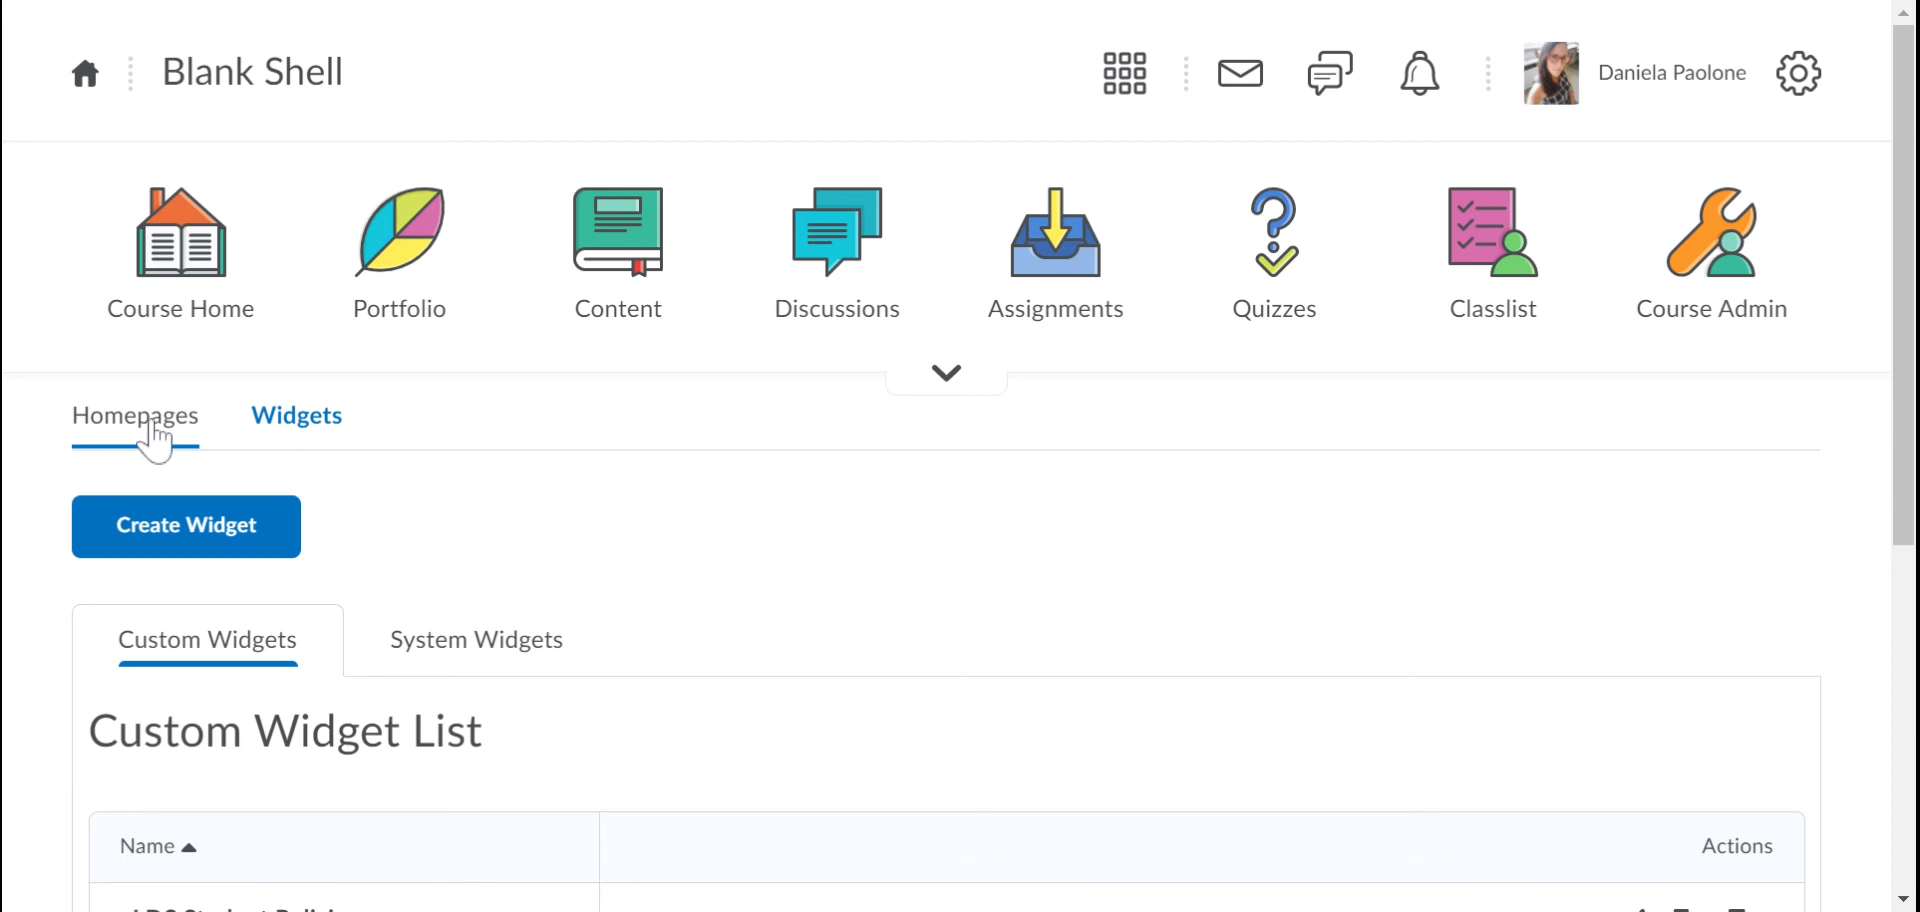 Blank Shell
Daniela Paolone
Course Home
Portfolio
Content
Discussions
Assignments
Quizzes
Classlist
Course Admin
Homepages
Widgets
Create Widget
Custom Widgets
System Widgets
Custom Widget List
Name
Actions